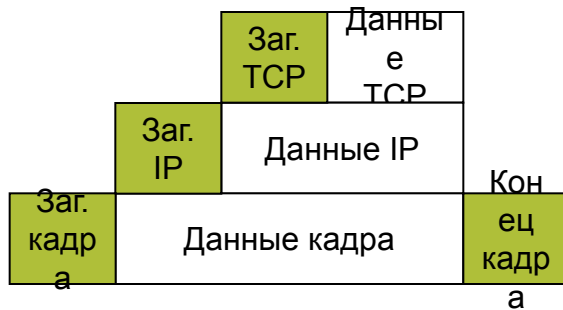 Заг.
TCP
Данны
е
TCP
Заг.
IP
Данные IP
Заг.
кадр
а
Данные кадра
Кон
ец
кадр
а